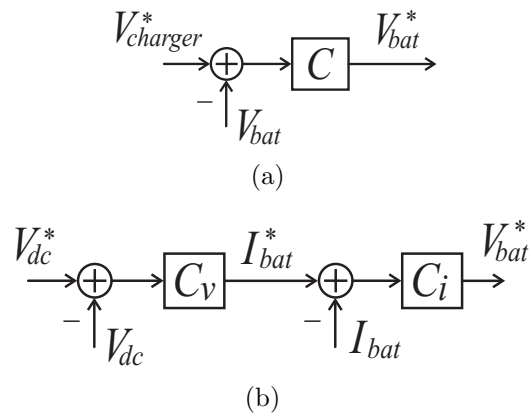 V*charger C V*bat
− Vbat
(a)
V*dc Cv I*bat Ci V*bat
− Vdc − Ibat
(b)